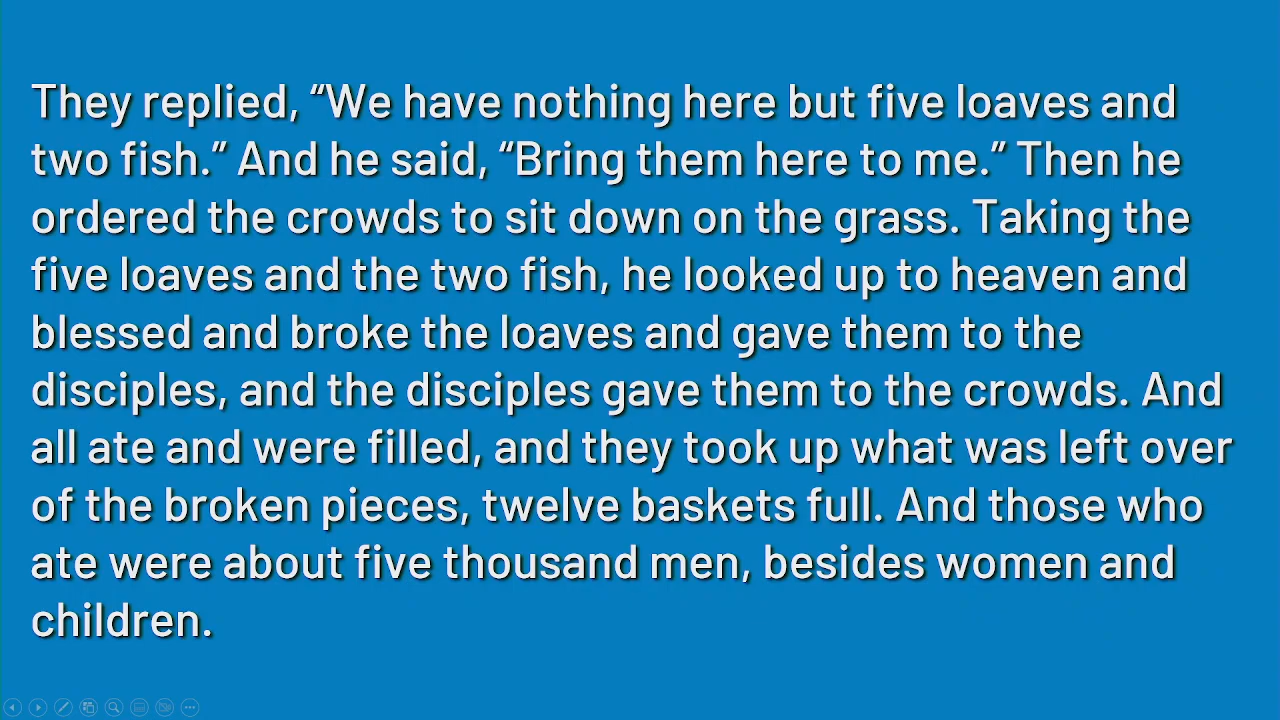 They replied, “We have nothing here but five loaves and
two fish.” And he said, “Bring them here to me.” Then he
ordered the crowds to sit down on the grass. Taking the
five loaves and the two fish, he looked up to heaven and
blessed and broke the loaves and gave them to the
disciples, and the disciples gave them to the crowds. And
all ate and were filled, and they took up what was left over
of the broken pieces, twelve baskets full. And those who
ate were about five thousand men, besides women and
children.